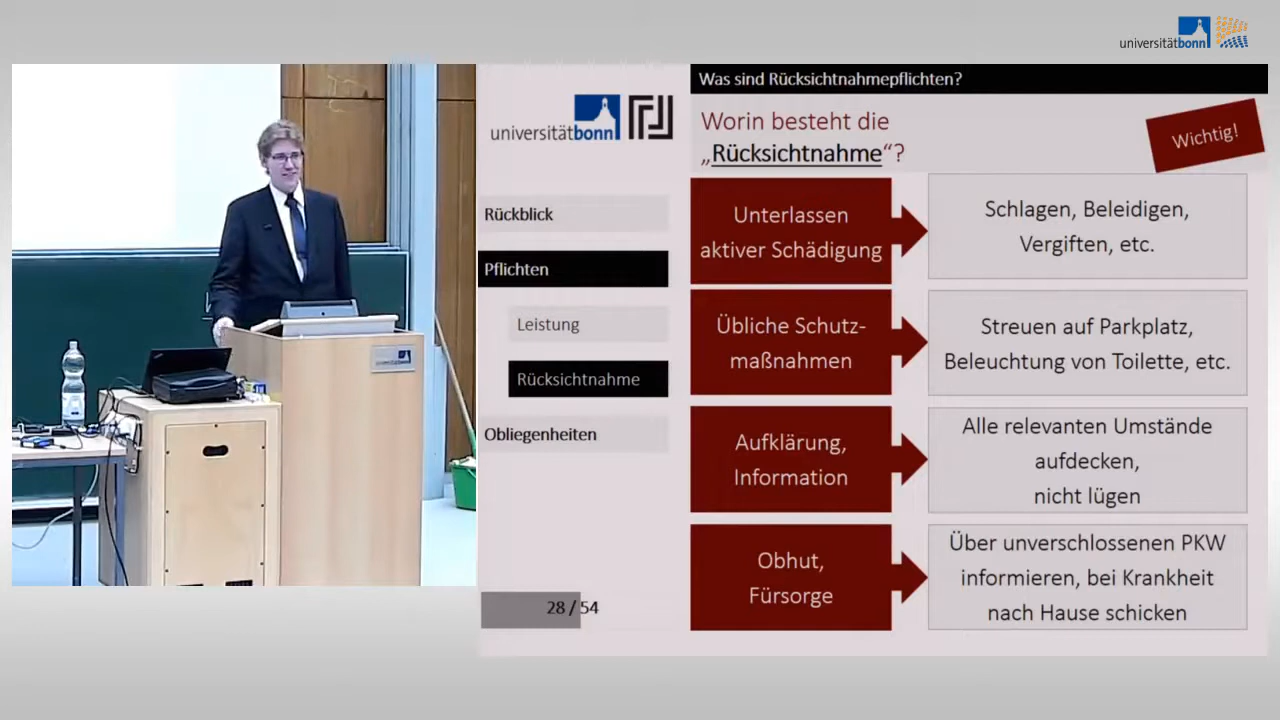 universitätbonn
Was sind Rücksichtnahmepflichten?
universitätbonn
Worin besteht die
„Rücksichtnahme“?
Wichtig!
Rückblick
Pflichten
Leistung
Rücksichtnahme
Obliegenheiten
28 / 54
Unterlassen
aktiver Schädigung
Schlagen, Beleidigen,
Vergiften, etc.
Übliche Schutz-
maßnahmen
Streuen auf Parkplatz,
Beleuchtung von Toilette, etc.
Aufklärung,
Information
Alle relevanten Umstände
aufdecken,
nicht lügen
Obhut,
Fürsorge
Über unverschlossenen PKW
informieren, bei Krankheit
nach Hause schicken